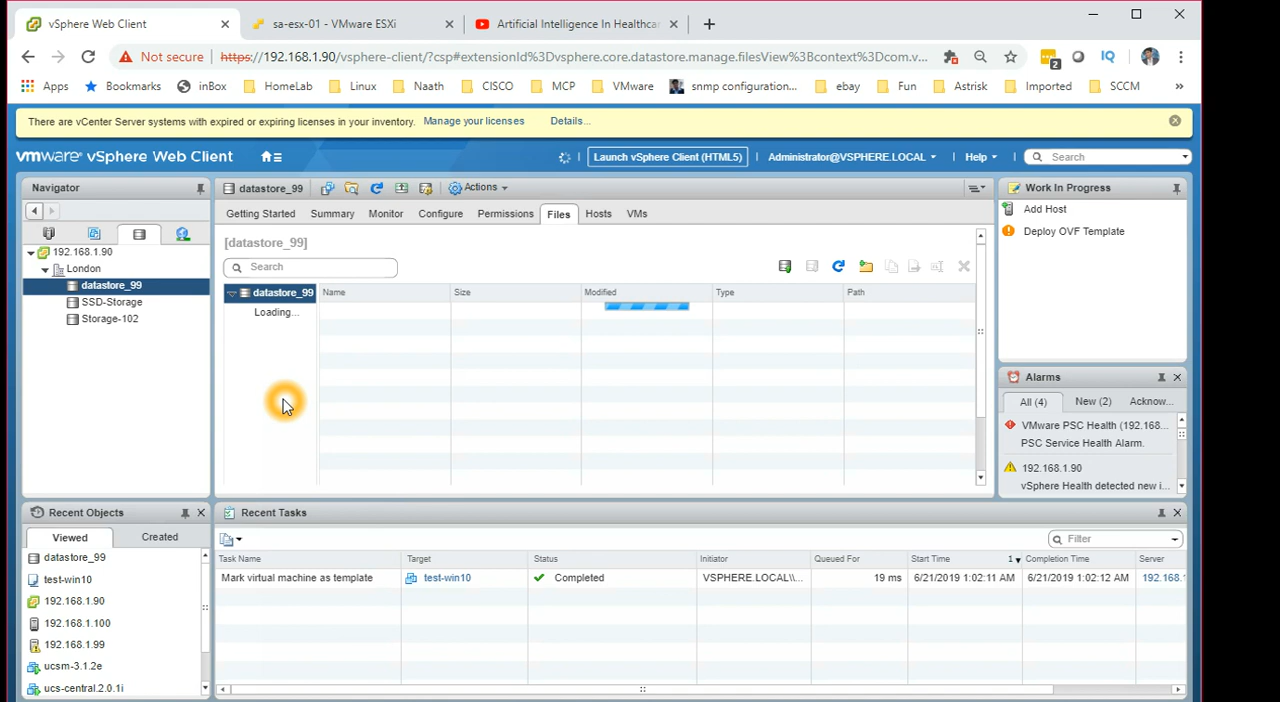 vSphere Web Client
sa-esx-01 - VMware ESXi
Artificial Intelligence In Healthcar
Not secure
https://192.168.1.90/vsphere-client/?csp#extensionId%3Dvsphere.core.datastore.manage.filesView%3Bcontext%3Dcom.v...
2
IQ
Apps
Bookmarks
inBox
HomeLab
Linux
Naath
CISCO
MCP
VMware
snmp configuration...
ebay
Fun
Astrisk
Imported
SCCM
»
There are vCenter Server systems with expired or expiring licenses in your inventory.
Manage your licenses
Details...
vmware® vSphere Web Client
Launch vSphere Client (HTML5)
Administrator@VSPHERE.LOCAL
Help
Search
Navigator
192.168.1.90
London
datastore_99
SSD-Storage
Storage-102
datastore_99
Actions
Getting Started
Summary
Monitor
Configure
Permissions
Files
Hosts
VMs
[datastore_99]
Search
datastore_99
Loading...
Name
Size
Modified
Type
Path
Work In Progress
Add Host
Deploy OVF Template
Alarms
All (4)
New (2)
Acknow...
VMware PSC Health (192.168...
PSC Service Health Alarm.
192.168.1.90
vSphere Health detected new i...
Recent Objects
Viewed
Created
datastore_99
test-win10
192.168.1.90
192.168.1.100
192.168.1.99
ucsm-3.1.2e
ucs-central.2.0.1i
Recent Tasks
Filter
Task Name
Target
Status
Initiator
Queued For
Start Time
1
Completion Time
Server
Mark virtual machine as template
test-win10
Completed
VSPHERE.LOCAL\\...
19 ms
6/21/2019 1:02:11 AM
6/21/2019 1:02:12 AM
192.168.1